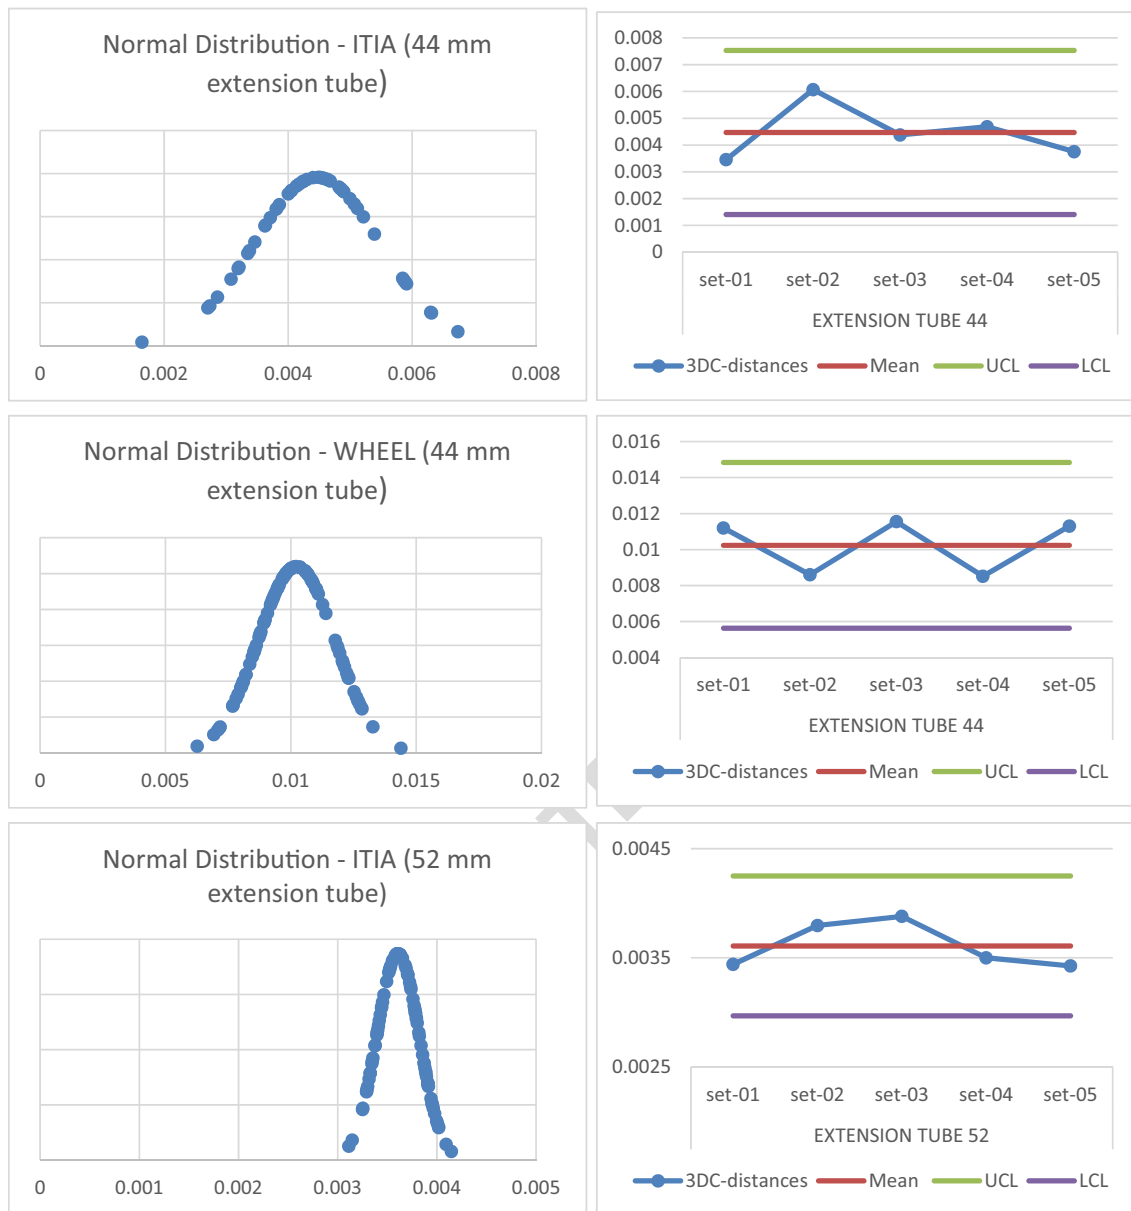 Normal Distribution - ITIA (44 mm
extension tube)
0 0.002 0.004 0.006 0.008
0.008
0.007
0.006
0.005
0.004
0.003
0.002
0.001
0
set-01 set-02 set-03 set-04 set-05
EXTENSION TUBE 44
3DC-distances Mean UCL LCL
Normal Distribution - WHEEL (44 mm
extension tube)
0 0.005 0.01 0.015 0.02
0.016
0.014
0.012
0.01
0.008
0.006
0.004
set-01 set-02 set-03 set-04 set-05
EXTENSION TUBE 44
3DC-distances Mean UCL LCL
Normal Distribution - ITIA (52 mm
extension tube)
0 0.001 0.002 0.003 0.004 0.005
0.0045
0.0035
0.0025
set-01 set-02 set-03 set-04 set-05
EXTENSION TUBE 52
3DC-distances Mean UCL LCL